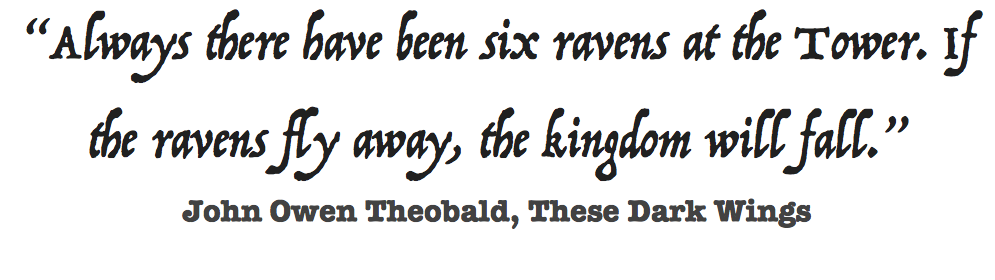 “Always there have been six ravens at the Tower. If
the ravens fly away, the kingdom will fall.”
John Owen Theobald, These Dark Wings